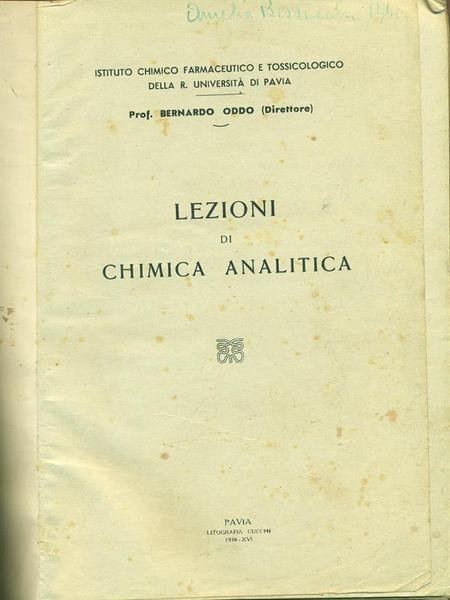 ISTITUTO CHIMICO FARMACEUTICO E TOSSICOLOGICO
DELLA R. UNIVERSITÀ DI PAVIA
Prof. BERNARDO ODDO (Direttore)
LEZIONI
DI
CHIMICA ANALITICA
PAVIA
LITOGRAFIA CUCCHI
1938-XVI